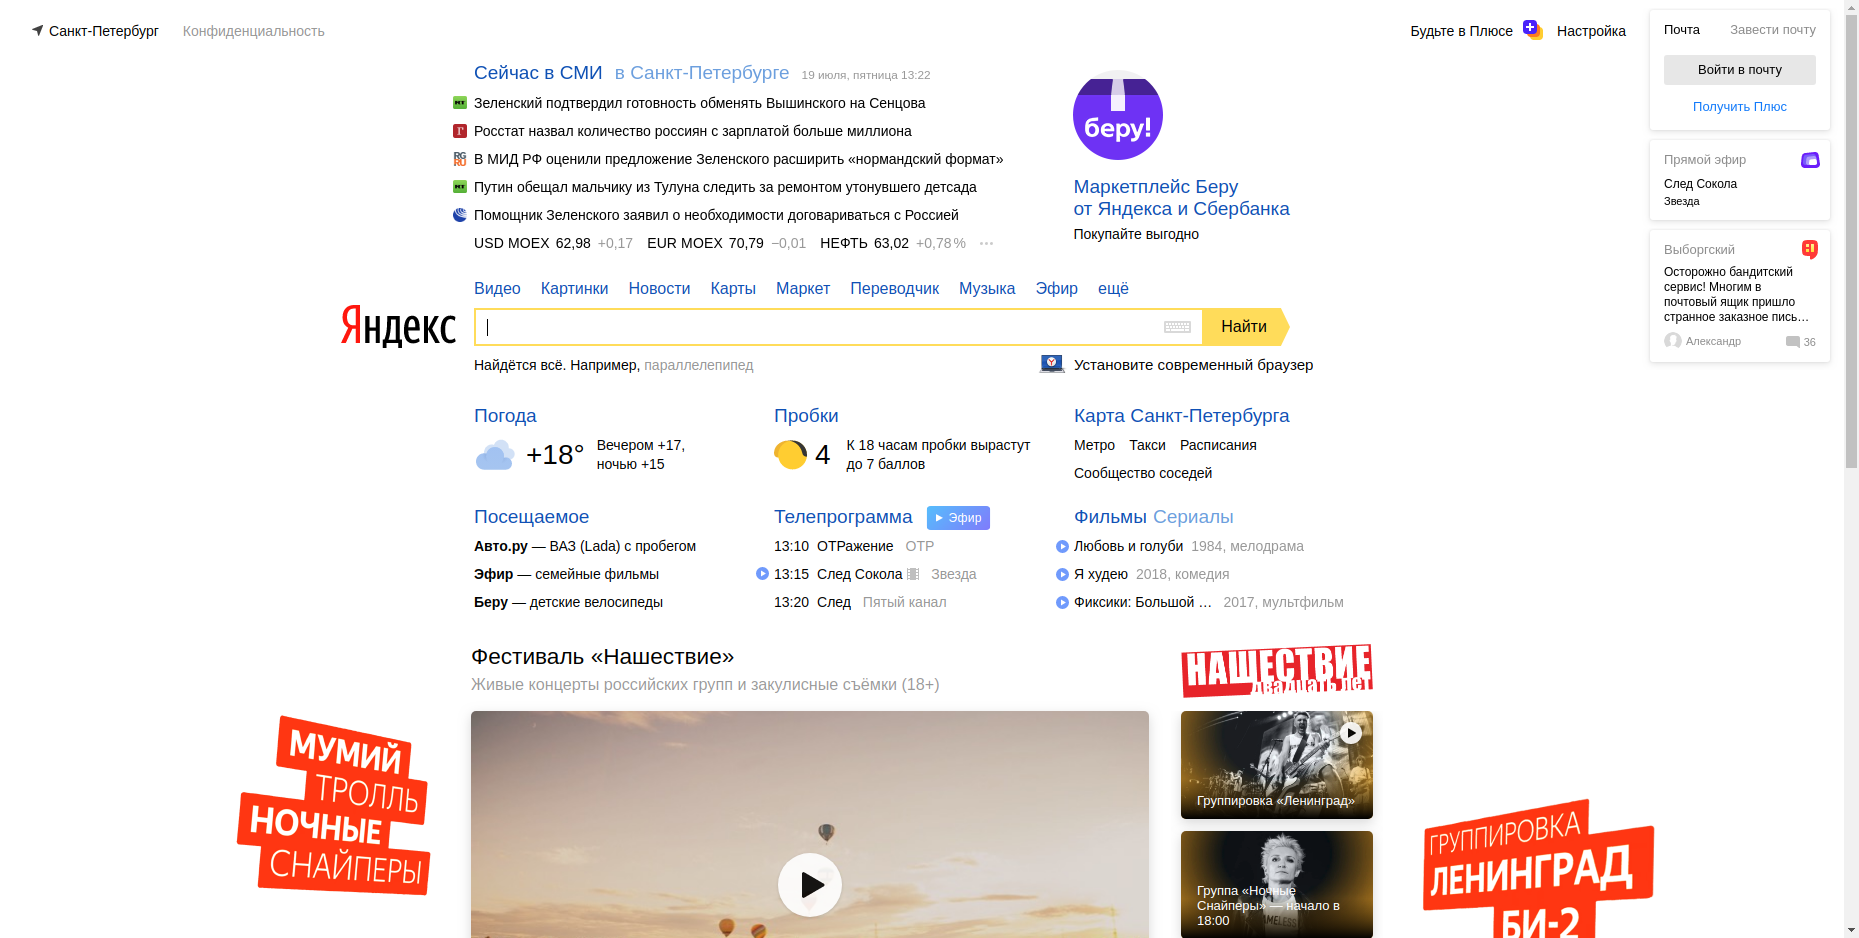 Санкт-Петербург Конфиденциальность
Будьте в Плюсе Настройка
Почта Завести почту
Войти в почту
Получить Плюс
Сейчас в СМИ в Санкт-Петербурге 19 июля, пятница 13:22
Зеленский подтвердил готовность обменять Вышинского на Сенцова
Росстат назвал количество россиян с зарплатой больше миллиона
В МИД РФ оценили предложение Зеленского расширить «нормандский формат»
Путин обещал мальчику из Тулуна следить за ремонтом утонувшего детсада
Помощник Зеленского заявил о необходимости договариваться с Россией
USD MOEX 62,98 +0,17 EUR MOEX 70,79 −0,01 НЕФТЬ 63,02 +0,78% ···
беру!
Маркетплейс Беру
от Яндекса и Сбербанка
Покупайте выгодно
Прямой эфир
След Сокола
Звезда
Выборгский
Осторожно бандитский
сервис! Многим в
почтовый ящик пришло
странное заказное пись…
Александр 36
Видео Картинки Новости Карты Маркет Переводчик Музыка Эфир ещё
Яндекс
Найти
Найдётся всё. Например, параллелепипед
Установите современный браузер
Погода
+18°
Вечером +17,
ночью +15
Пробки
4
К 18 часам пробки вырастут
до 7 баллов
Карта Санкт-Петербурга
Метро Такси Расписания
Сообщество соседей
Посещаемое
Авто.ру — ВАЗ (Lada) с пробегом
Эфир — семейные фильмы
Беру — детские велосипеды
Телепрограмма Эфир
13:10 ОТРажение ОТР
13:15 След Сокола Звезда
13:20 След Пятый канал
Фильмы Сериалы
Любовь и голуби 1984, мелодрама
Я худею 2018, комедия
Фиксики: Большой … 2017, мультфильм
Фестиваль «Нашествие»
Живые концерты российских групп и закулисные съёмки (18+)
НАШЕСТВИЕ
двадцать лет
Группировка «Ленинград»
Группа «Ночные
Снайперы» — начало в
18:00
МУМИЙ
ТРОЛЛЬ
НОЧНЫЕ
СНАЙПЕРЫ
ГРУППИРОВКА
ЛЕНИНГРАД
БИ-2